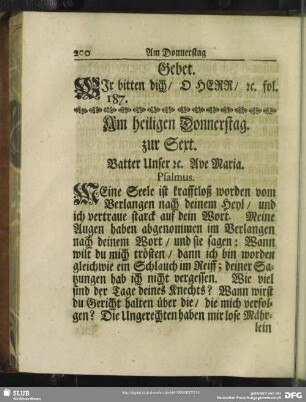 200 Am Donnerstag
Gebet.
WIr bitten dich/ O HERR/ ꝛc. fol.
187.
Am heiligen Donnerstag.
zur Sext.
Vatter Unser ꝛc. Ave Maria.
Psalmus.
MEine Seele ist krafftloß worden vom
Verlangen nach deinem Heyl/ und
ich vertraue starck auf dein Wort. Meine
Augen haben abgenommen im Verlangen
nach deinem Wort/ und sie sagen: Wann
wilt du mich trösten/ dann ich bin worden
gleichwie ein Schlauch im Reiff; deiner Sa-
tzungen hab ich nicht vergessen. Wie viel
sind der Tage deines Knechts? Wann wirst
du Gericht halten über die/ die mich verfol-
gen? Die Ungerechten haben mir lose Mähr-
lein
SLUB
DFG